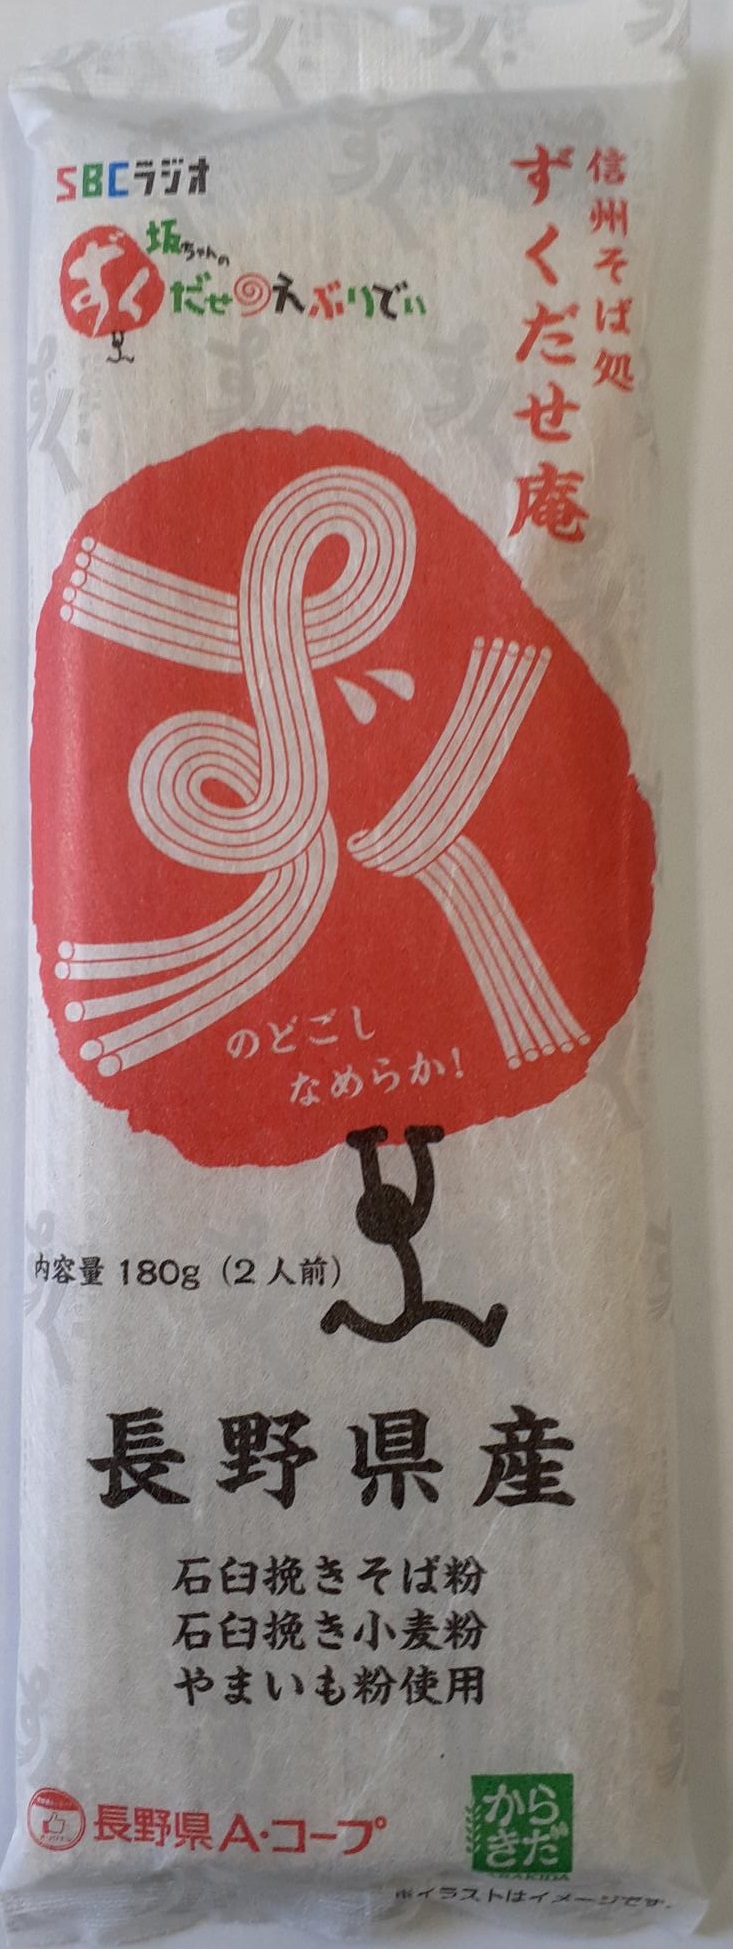 SBCラジオ
坂ちゃんの
ずくだせえぶりでぃ
信州そば処
ずくだせ庵
ずく
のどごし
なめらか!
内容量 180g（2人前）
長野県産
石臼挽きそば粉
石臼挽き小麦粉
やまいも粉使用
長野県A・コープ
からきだ
KARAKIDA
※イラストはイメージです。